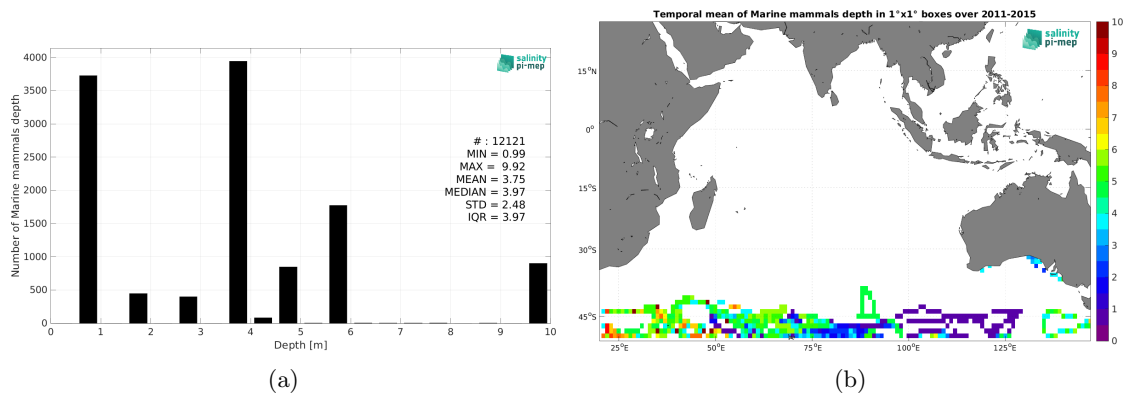 4000
3500
3000
2500
2000
1500
1000
500
0
Number of Marine mammals depth
salinity
pi-mep
# : 12121
MIN = 0.99
MAX = 9.92
MEAN = 3.75
MEDIAN = 3.97
STD = 2.48
IQR = 3.97
0 1 2 3 4 5 6 7 8 9 10
Depth [m]
(a)
Temporal mean of Marine mammals depth in 1°x1° boxes over 2011-2015
salinity
pi-mep
15°N
0°
15°S
30°S
45°S
25°E 50°E 75°E 100°E 125°E
10
9
8
7
6
5
4
3
2
1
0
(b)